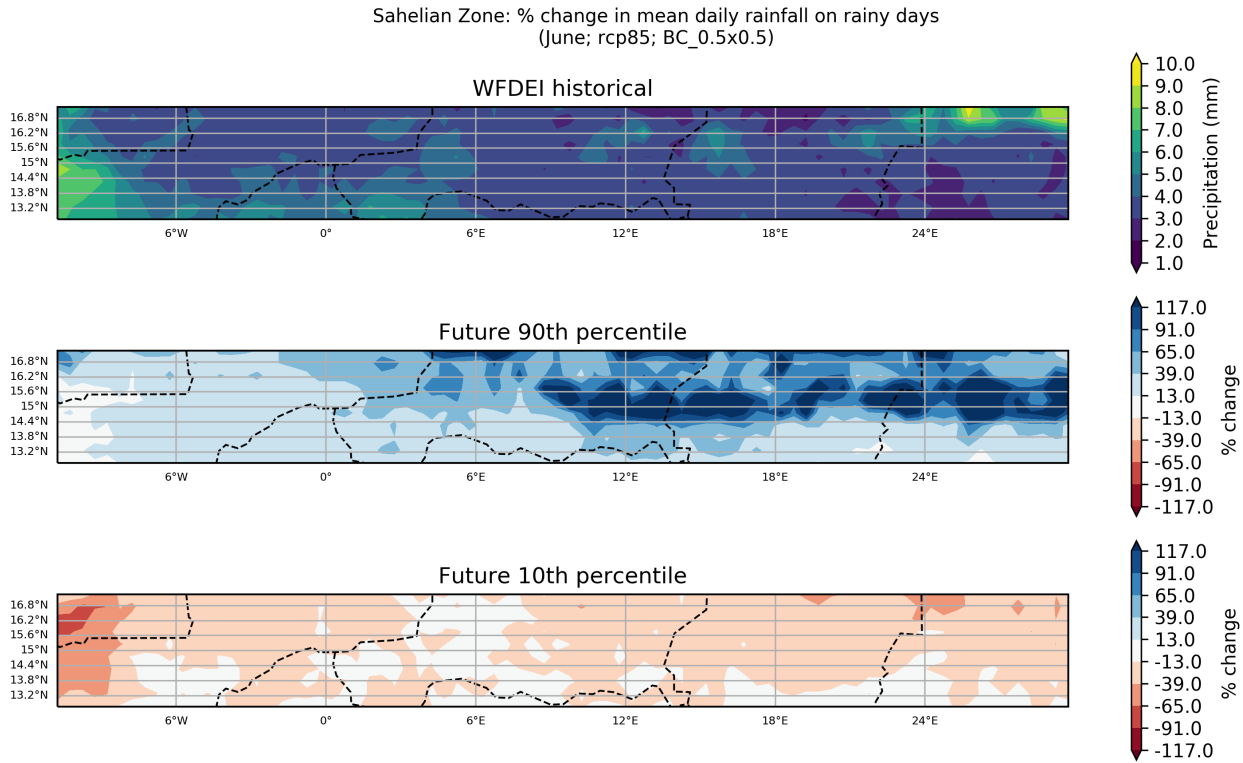 Sahelian Zone: % change in mean daily rainfall on rainy days
(June; rcp85; BC_0.5x0.5)
WFDEI historical
16.8°N
16.2°N
15.6°N
15°N
14.4°N
13.8°N
13.2°N
6°W
0°
6°E
12°E
18°E
24°E
10.0
9.0
8.0
7.0
6.0
5.0
4.0
3.0
2.0
1.0
Precipitation (mm)
Future 90th percentile
16.8°N
16.2°N
15.6°N
15°N
14.4°N
13.8°N
13.2°N
6°W
0°
6°E
12°E
18°E
24°E
117.0
91.0
65.0
39.0
13.0
-13.0
-39.0
-65.0
-91.0
-117.0
% change
Future 10th percentile
16.8°N
16.2°N
15.6°N
15°N
14.4°N
13.8°N
13.2°N
6°W
0°
6°E
12°E
18°E
24°E
117.0
91.0
65.0
39.0
13.0
-13.0
-39.0
-65.0
-91.0
-117.0
% change